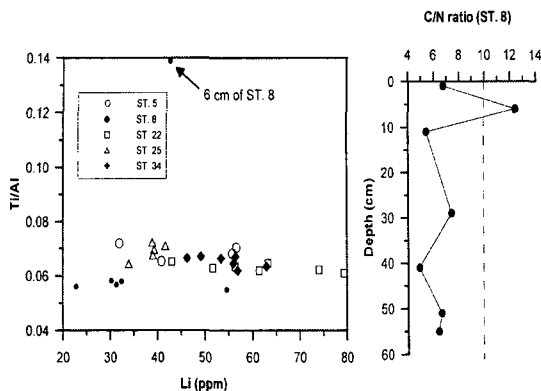 C/N ratio (ST. 8)
4 6 8 10 12 14
0.14
0.12
0.10
0.08
0.06
0.04
Ti/Al
6 cm of ST. 8
ST. 5
ST. 8
ST. 22
ST 25
ST 34
20 30 40 50 60 70 80
Li (ppm)
0
10
20
30
40
50
60
Depth (cm)